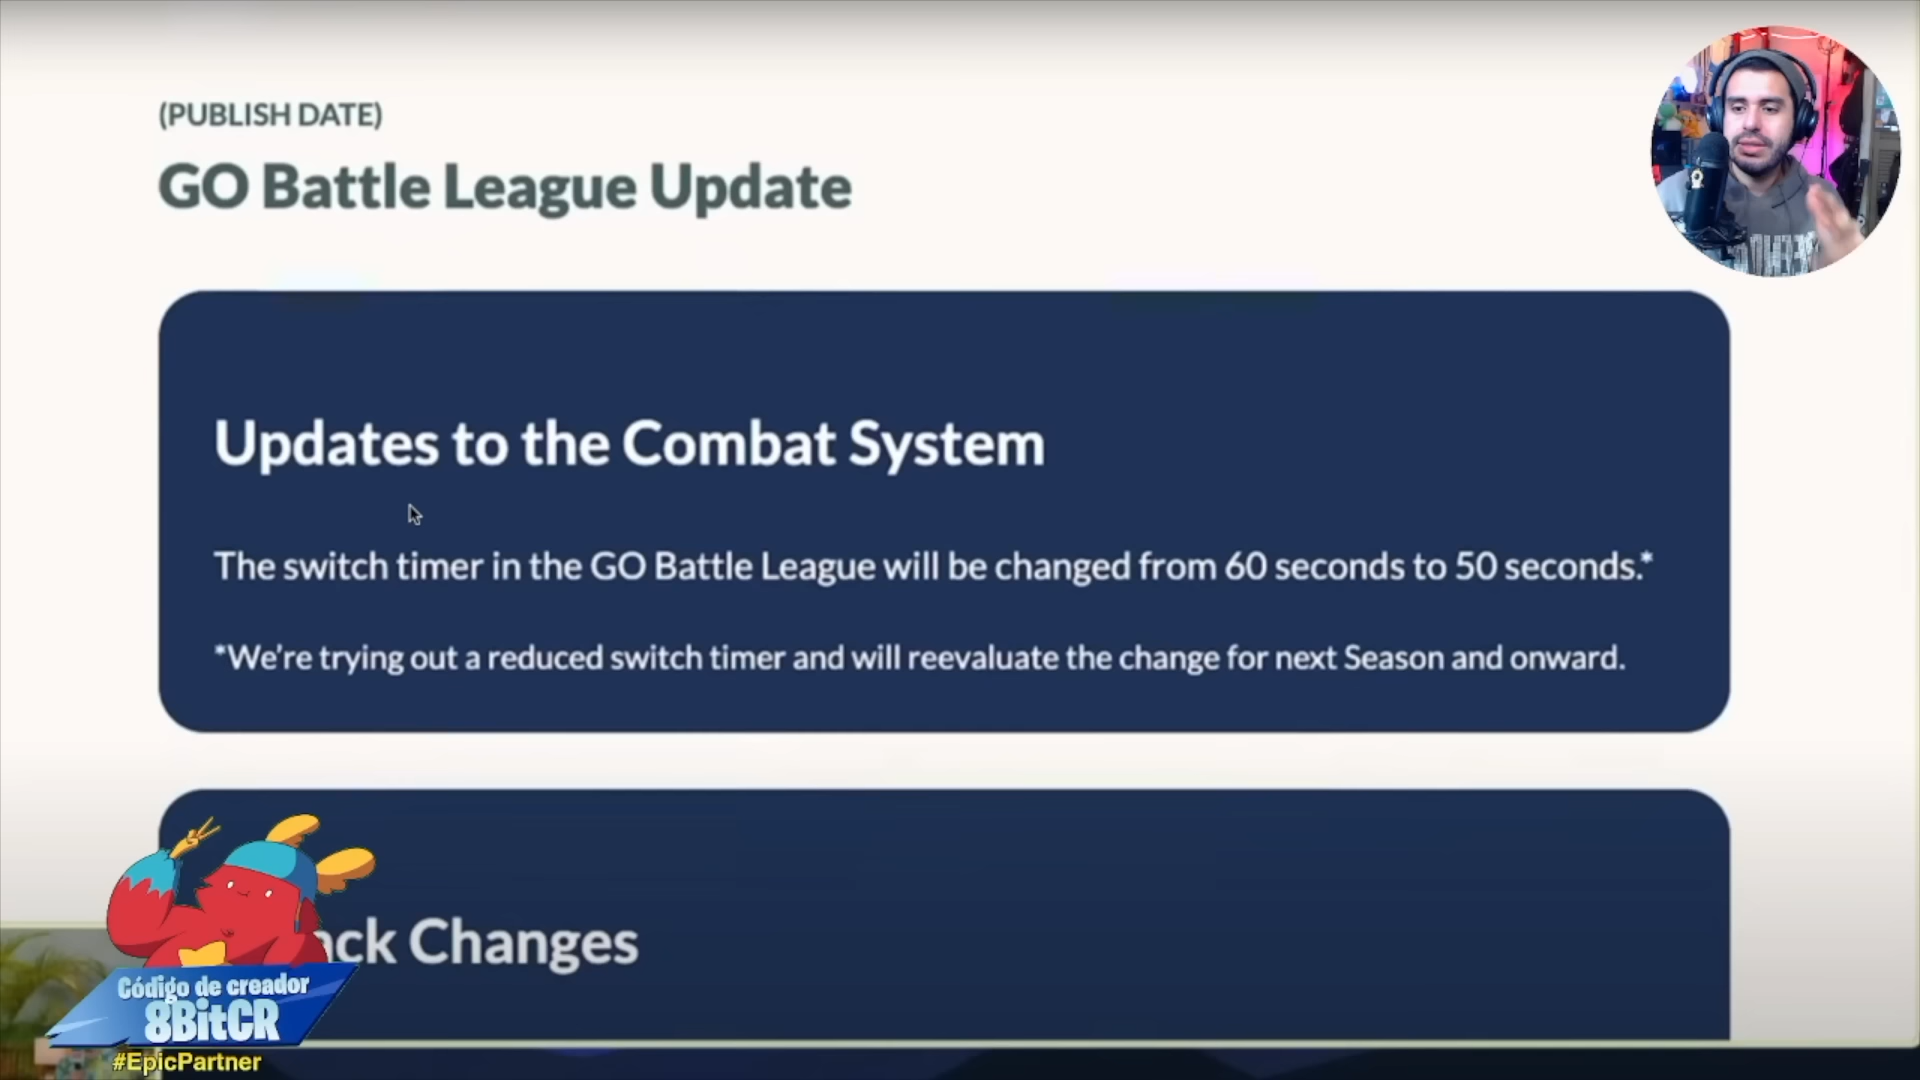 (PUBLISH DATE)
GO Battle League Update
Updates to the Combat System
The switch timer in the GO Battle League will be changed from 60 seconds to 50 seconds.*
*We're trying out a reduced switch timer and will reevaluate the change for next Season and onward.
Changes
Código de creador
8BitCR
#EpicPartner